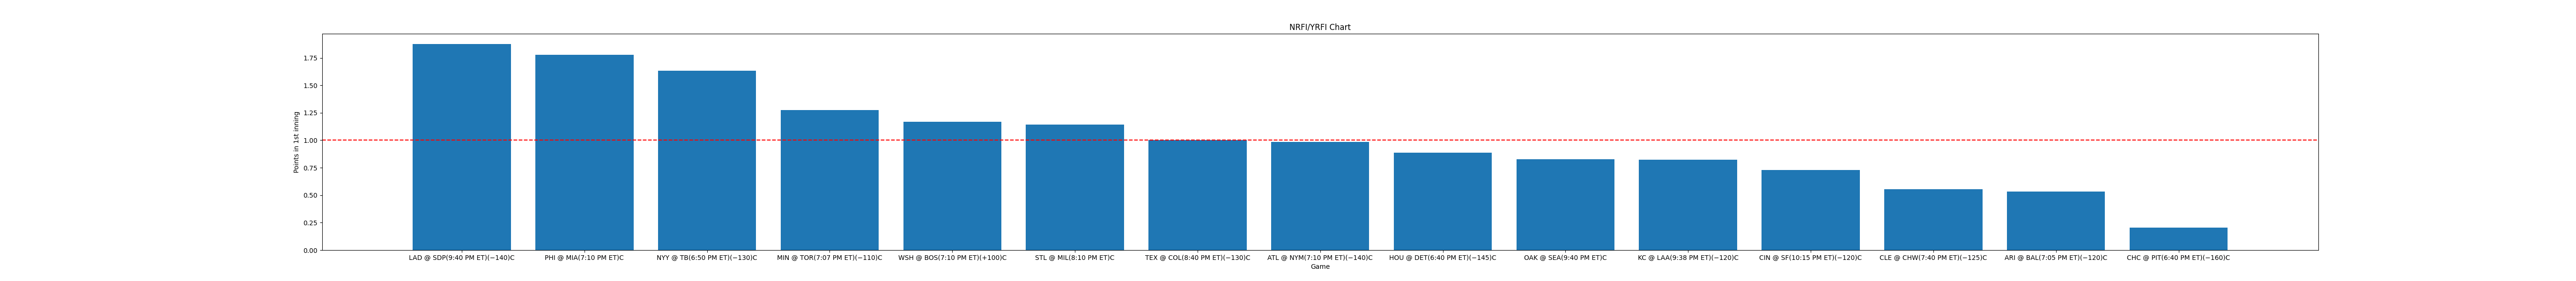 NRFI/YRFI Chart
Points in 1st inning
1.75
1.50
1.25
1.00
0.75
0.50
0.25
0.00
LAD @ SDP(9:40 PM ET)(−140)C
PHI @ MIA(7:10 PM ET)C
NYY @ TB(6:50 PM ET)(−130)C
MIN @ TOR(7:07 PM ET)(−110)C
WSH @ BOS(7:10 PM ET)(+100)C
STL @ MIL(8:10 PM ET)C
TEX @ COL(8:40 PM ET)(−130)C
ATL @ NYM(7:10 PM ET)(−140)C
HOU @ DET(6:40 PM ET)(−145)C
OAK @ SEA(9:40 PM ET)C
KC @ LAA(9:38 PM ET)(−120)C
CIN @ SF(10:15 PM ET)(−120)C
CLE @ CHW(7:40 PM ET)(−125)C
ARI @ BAL(7:05 PM ET)(−120)C
CHC @ PIT(6:40 PM ET)(−160)C
Game